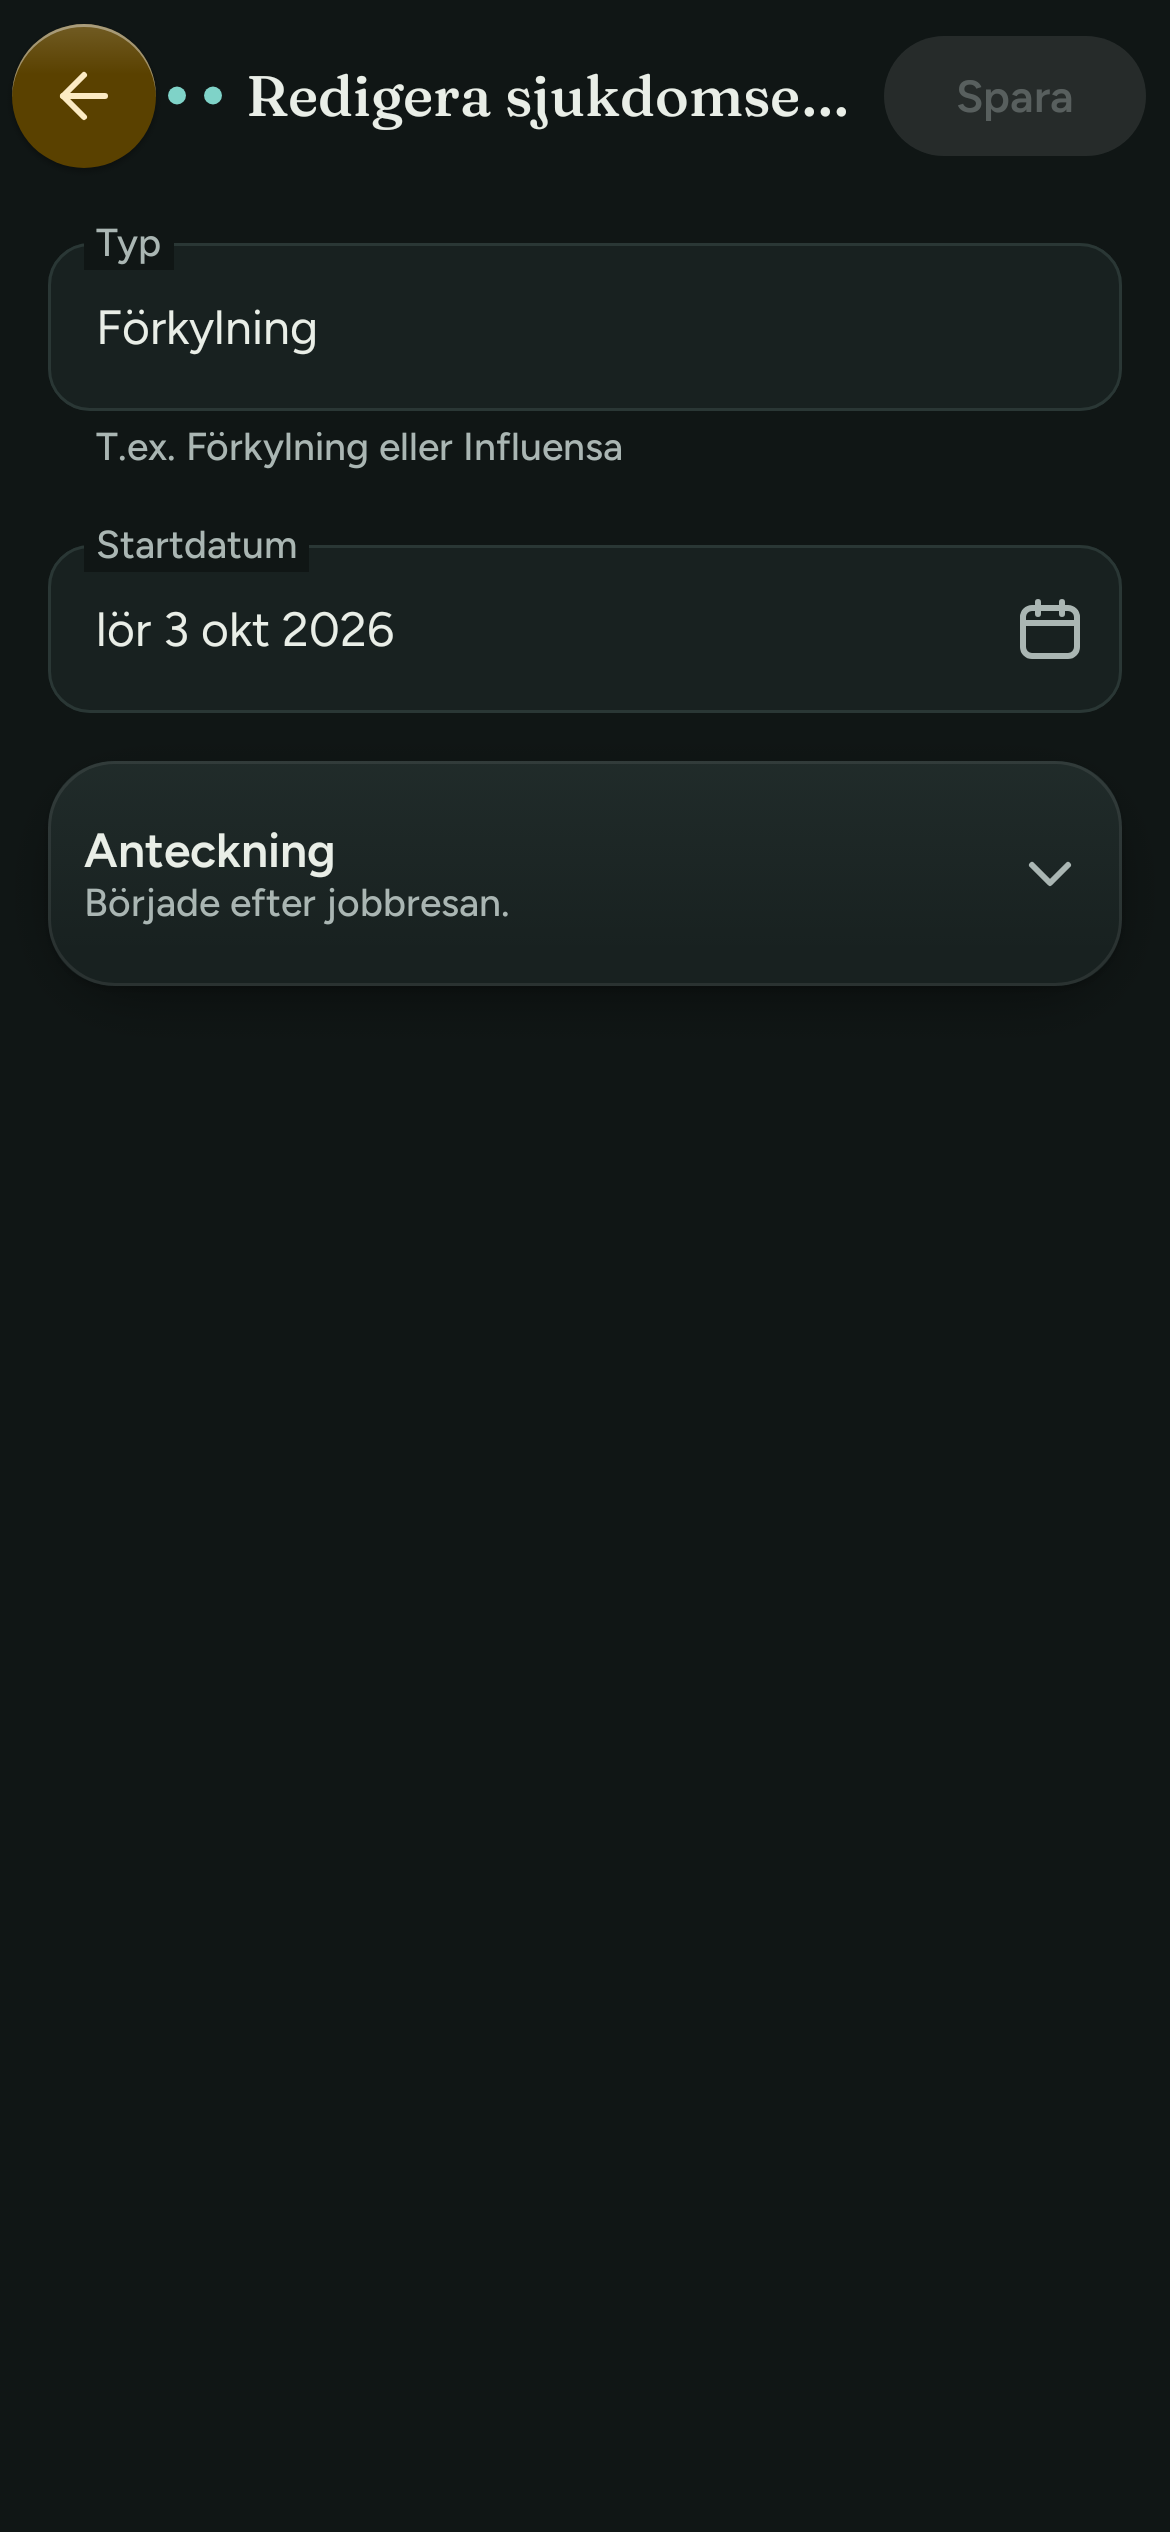 Redigera sjukdomse...
Spara
Typ
Förkylning
T.ex. Förkylning eller Influensa
Startdatum
lör 3 okt 2026
Anteckning
Började efter jobbresan.